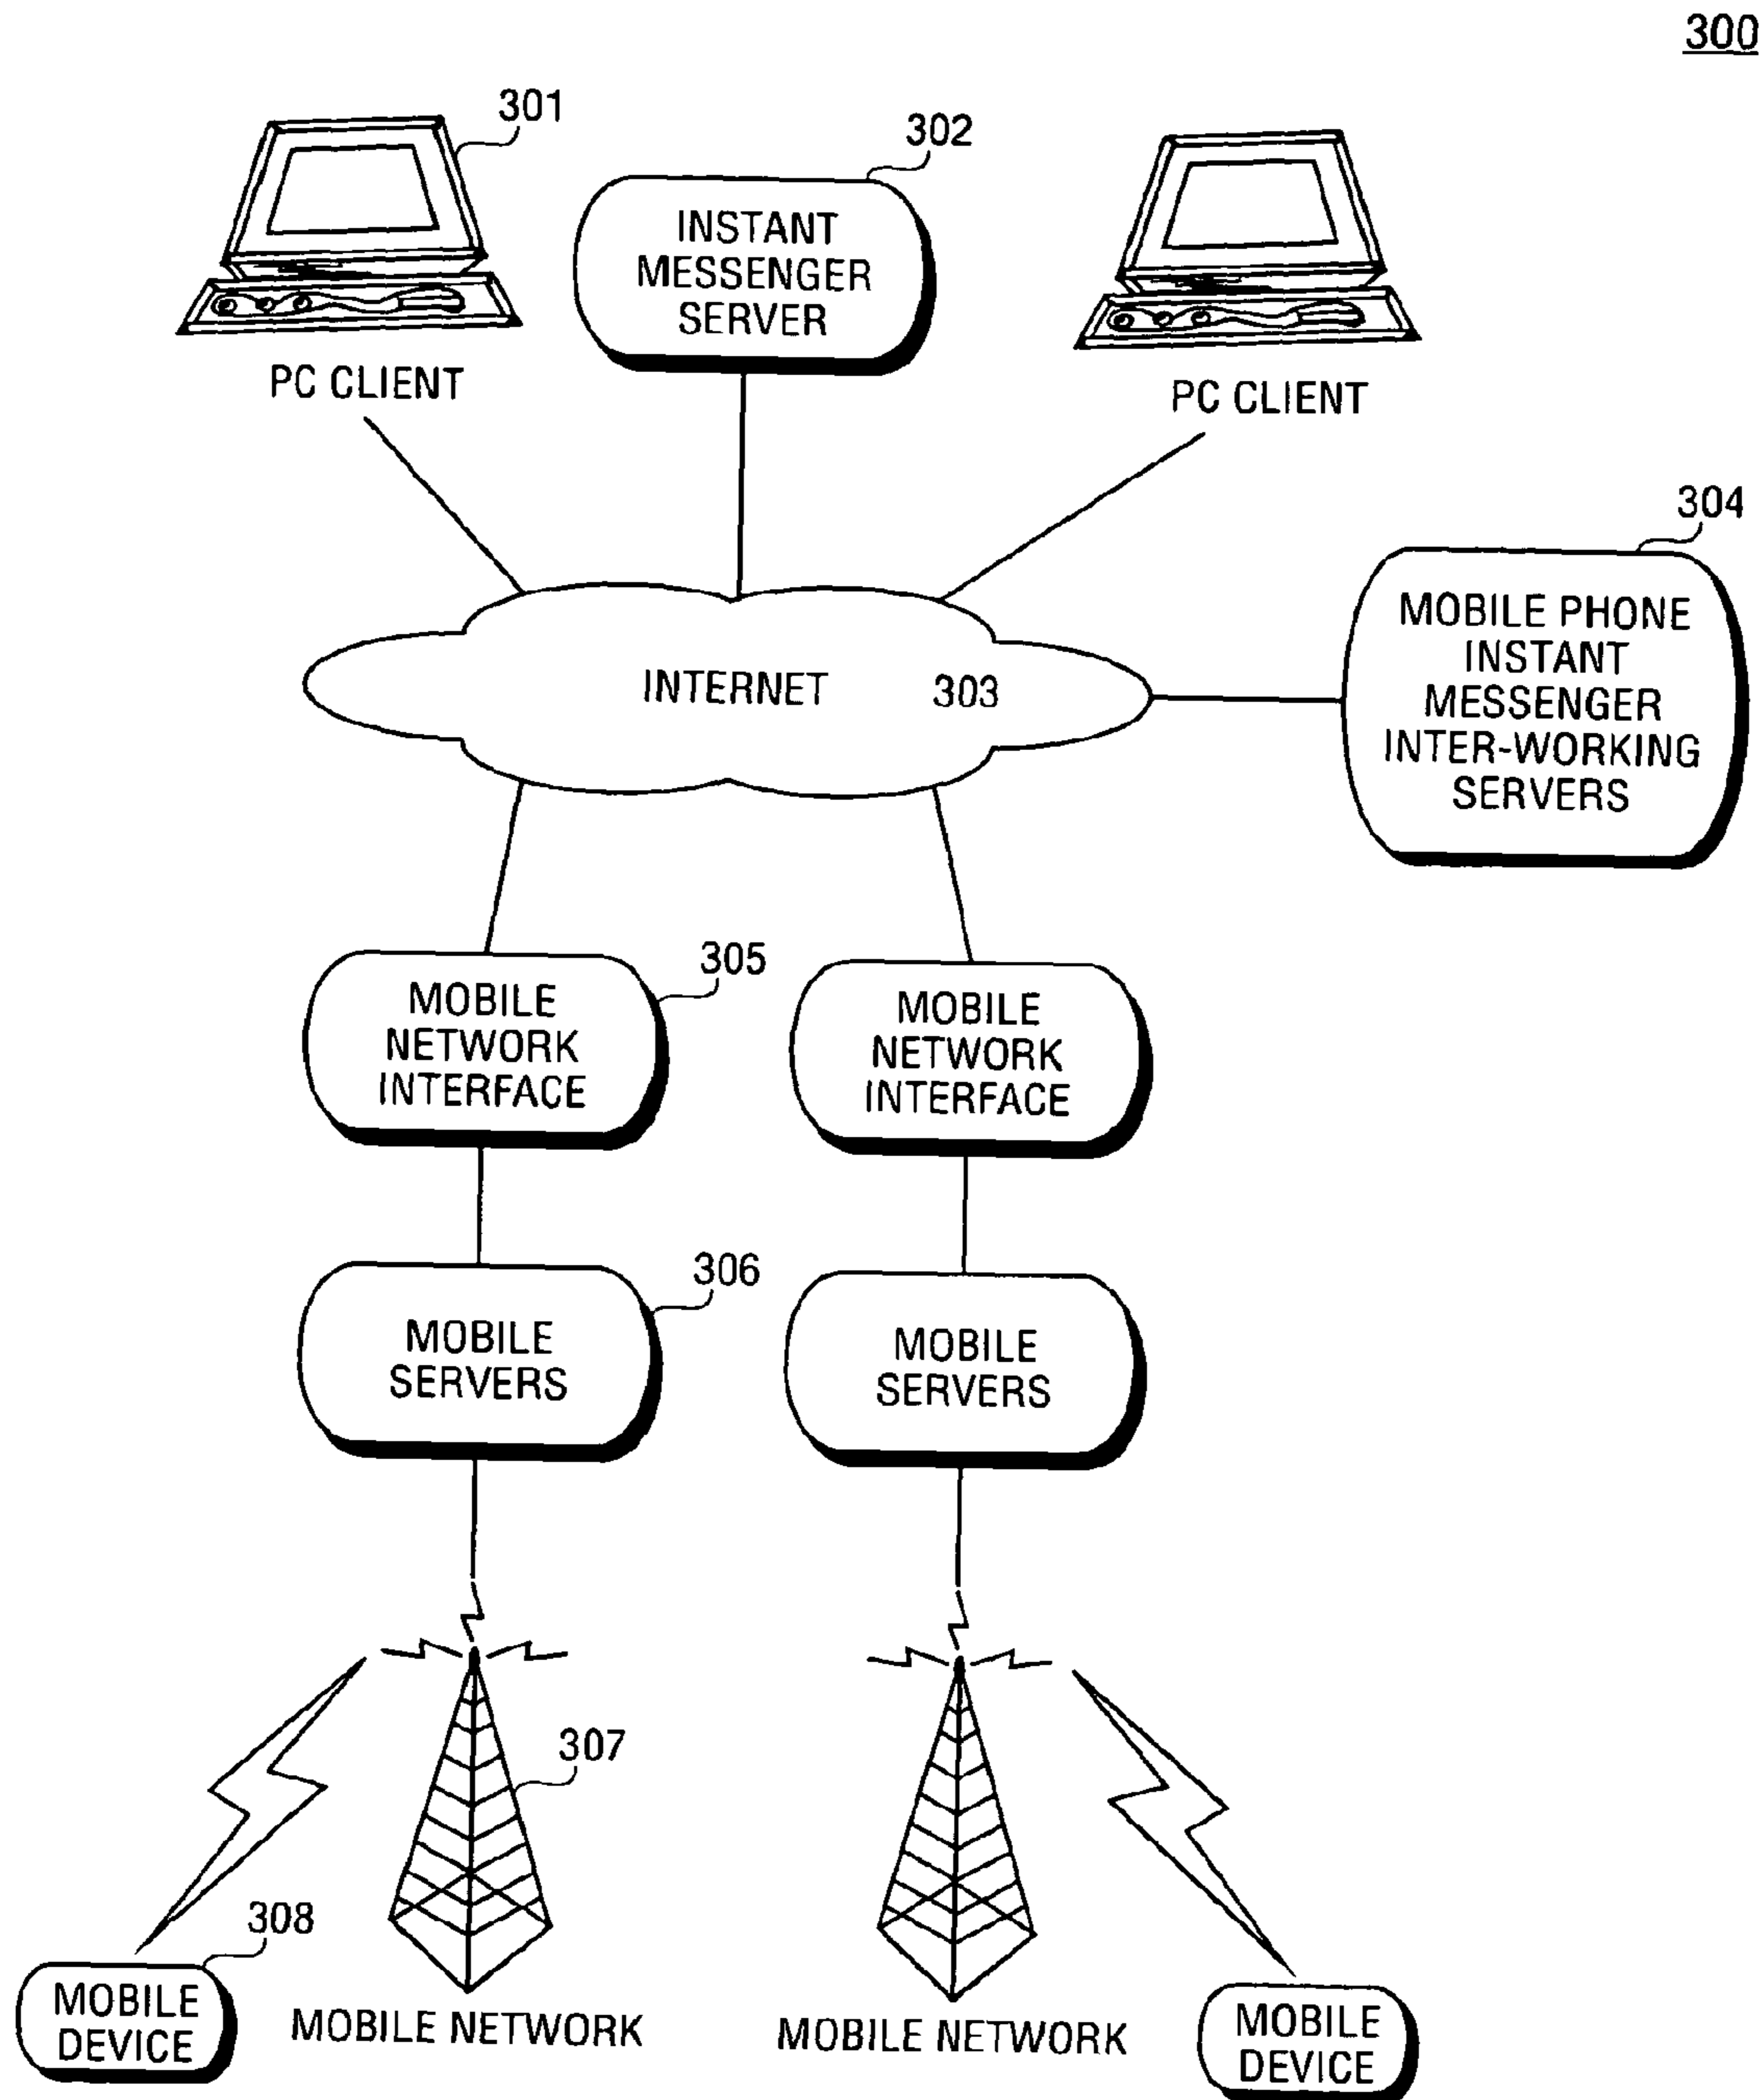 300
301
302
INSTANT
MESSENGER
SERVER
PC CLIENT
PC CLIENT
304
MOBILE PHONE
INSTANT
MESSENGER
INTER-WORKING
SERVERS
INTERNET 303
305
MOBILE
NETWORK
INTERFACE
MOBILE
NETWORK
INTERFACE
306
MOBILE
SERVERS
MOBILE
SERVERS
307
308
MOBILE
DEVICE
MOBILE NETWORK
MOBILE NETWORK
MOBILE
DEVICE